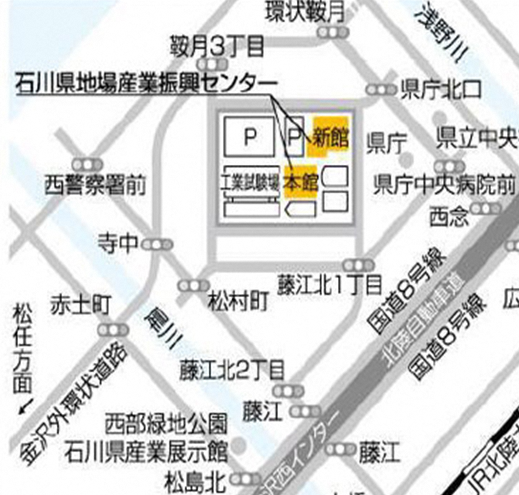 環状鞍月
浅野川
鞍月3丁目
石川県地場産業振興センター
県庁北口
P
P
新館
県庁
県立中央
工業試験場
本館
県庁中央病院前
西警察署前
西念
寺中
藤江北1丁目
国道8号線
北陸自動車道
国道8号線
松村町
赤土町
松任方面
金沢外環状道路
藤江北2丁目
藤江
西部緑地公園
石川県産業展示館
藤江
松島北
沢西インター
JR北陸